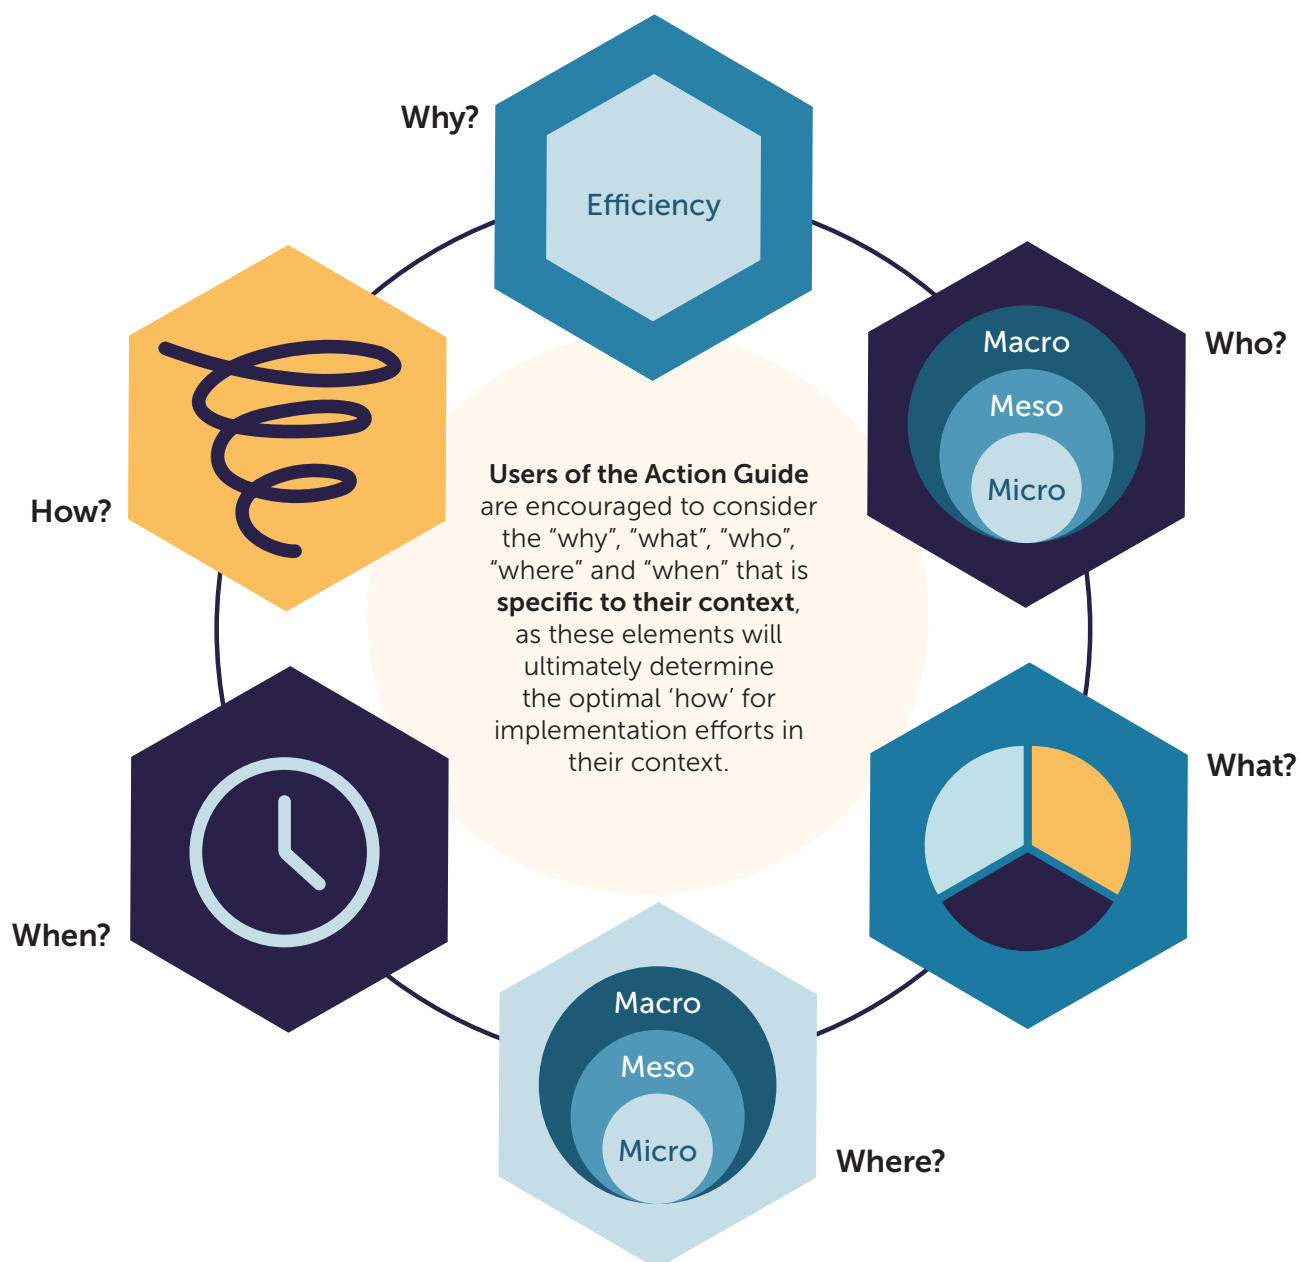 Why?
Efficiency
Who?
Macro
Meso
Micro
What?
Where?
Macro
Meso
Micro
When?
How?
Users of the Action Guide
are encouraged to consider
the “why”, “what”, “who”,
“where” and “when” that is
specific to their context,
as these elements will
ultimately determine
the optimal ‘how’ for
implementation efforts in
their context.